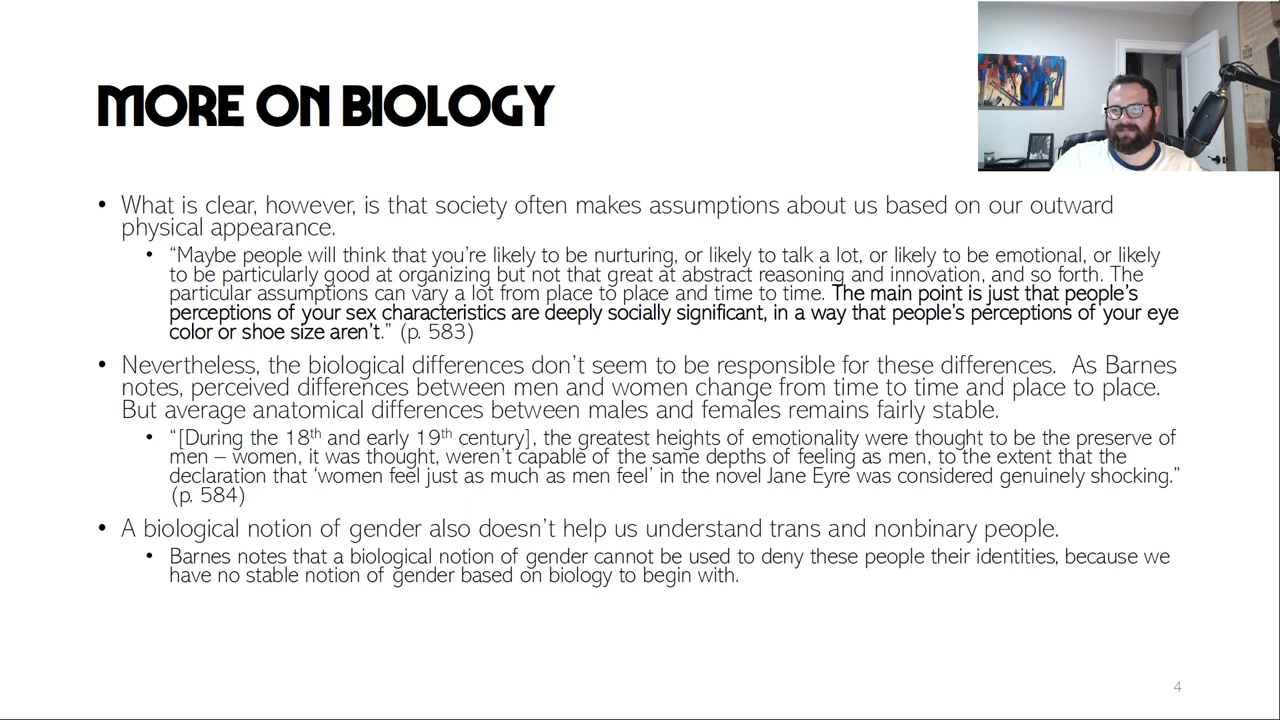 MORE ON BIOLOGY
• What is clear, however, is that society often makes assumptions about us based on our outward
physical appearance.
• “Maybe people will think that you’re likely to be nurturing, or likely to talk a lot, or likely to be emotional, or likely
to be particularly good at organizing but not that great at abstract reasoning and innovation, and so forth. The
particular assumptions can vary a lot from place to place and time to time. The main point is just that people’s
perceptions of your sex characteristics are deeply socially significant, in a way that people’s perceptions of your eye
color or shoe size aren’t.” (p. 583)
• Nevertheless, the biological differences don’t seem to be responsible for these differences.  As Barnes
notes, perceived differences between men and women change from time to time and place to place.
But average anatomical differences between males and females remains fairly stable.
• “[During the 18th and early 19th century], the greatest heights of emotionality were thought to be the preserve of
men – women, it was thought, weren’t capable of the same depths of feeling as men, to the extent that the
declaration that ‘women feel just as much as men feel’ in the novel Jane Eyre was considered genuinely shocking.”
(p. 584)
• A biological notion of gender also doesn’t help us understand trans and nonbinary people.
• Barnes notes that a biological notion of gender cannot be used to deny these people their identities, because we
have no stable notion of gender based on biology to begin with.
4